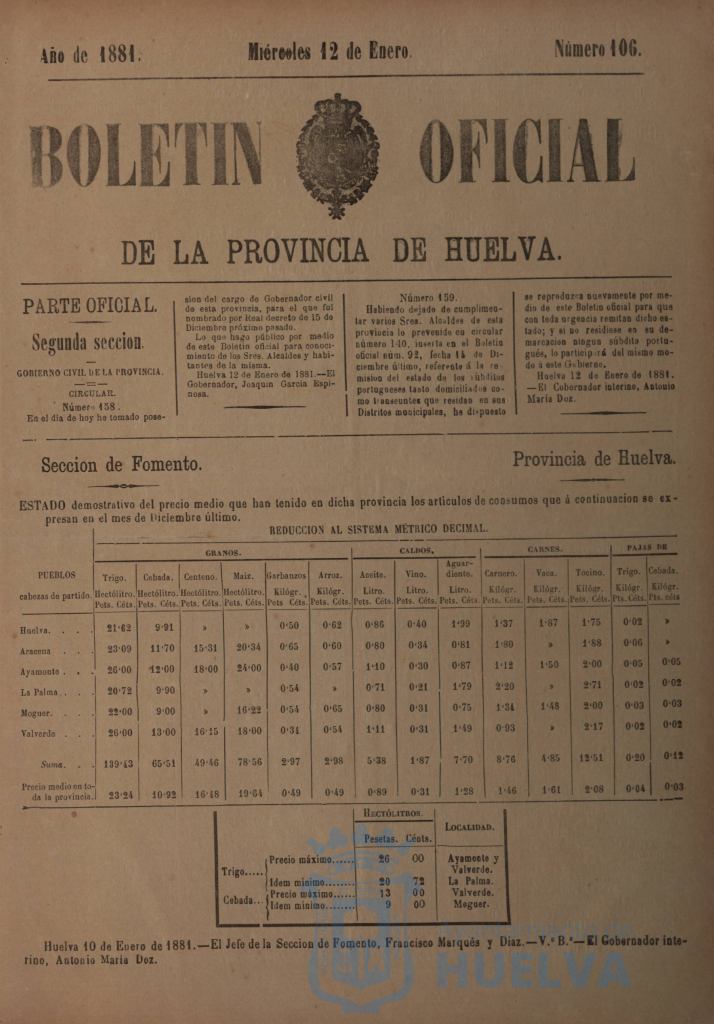 Año de 1881.
Miércoles 12 de Enero.
Número 106.
BOLETIN OFICIAL
DE LA PROVINCIA DE HUELVA.
PARTE OFICIAL.
Segunda seccion.
GOBIERNO CIVIL DE LA PROVINCIA.
CIRCULAR.
Número 158.
En el dia de hoy he tomado pose-
sion del cargo de Gobernador civil
de esta provincia, para el que fuí
nombrado por Real decreto de 15 de
Diciembre próximo pasado.
Lo que hago público por medio
de este Boletin oficial para conoci-
miento de los Sres. Alcaldes y habi-
tantes de la misma.
Huelva 12 de Enero de 1881.—El
Gobernador, Joaquin García Espi-
nosa.
Número 159.
Habiendo dejado de cumplimen-
tar varios Sres. Alcaldes de esta
provincia lo prevenido en circular
número 140, inserta en el Boletin
oficial núm. 92, fecha 14 de Di-
ciembre último, referente á la re-
mision del estado de los súbditos
portugueses tanto domiciliados co-
mo transeuntes que residan en sus
Distritos municipales, he dispuesto
se reproduzca nuevamente por me-
dio de este Boletin oficial para que
con toda urgencia remitan dicho es-
tado; y si no residiese en su de-
marcacion ningun súbdito portu-
gués, lo participará del mismo mo-
do á este Gobierno.
Huelva 12 de Enero de 1881.
—El Gobernador interino, Antonio
María Doz.
Seccion de Fomento.
Provincia de Huelva.
ESTADO demostrativo del precio medio que han tenido en dicha provincia los artículos de consumos que á continuacion se ex-
presan en el mes de Diciembre último.
REDUCCION AL SISTEMA MÉTRICO DECIMAL.
GRANOS. CALDOS, CARNES. PAJAS DE
PUEBLOS cabezas de partido. Trigo. Cebada. Centeno. Maiz. Garbanzos Arroz. Aceite. Vino. Aguardiente. Carnero. Vaca. Tocino. Trigo. Cebada.
Hectólitro. Hectólitro. Hectólitro. Hectólitro. Kilógr. Kilógr. Litro. Litro. Litro. Kilógr. Kilógr. Kilógr. Kilógr. Kilógr.
Pets. Céts. Pets. Céts. Pets. Céts. Pets. Céts. Pets. Céts. Pets. Céts. Pets. Céts. Pets. Céts. Pets. Céts. Pets. Céts. Pets. Céts. Pets. Céts. Pets. Céts. Pets. céts
Huelva. . . . 21·62 9·91 » » 0·50 0·62 0·86 0·40 1·99 1·37 1·87 1·75 0·02 »
Aracena . . . 23·09 11·70 15·31 20·34 0·65 0·60 0·80 0·34 0·81 1·80 » 1·88 0·06 »
Ayamonte . . . 26·00 12·00 18·00 24·00 0·40 0·57 1·10 0·30 0·87 1·12 1·50 2·00 0·05 0·05
La Palma . . . 20·72 9·90 » » 0·54 » 0·71 0·21 1·79 2·20 » 2·71 0·02 0·02
Moguer. . . . 22·00 9·00 » 16·22 0·54 0·65 0·80 0·31 0·75 1·34 1·48 2·00 0·03 0·03
Valverde . . . 26·00 13·00 16·15 18·00 0·34 0·54 1·11 0·31 1·49 0·93 » 2·17 0·02 0·02
Suma. . . 139·43 65·51 49·46 78·56 2·97 2·98 5·38 1·87 7·70 8·76 4·85 12·51 0·20 0·12
Precio medio en to-
da la provincia. 23·24 10·92 16·48 19·64 0·49 0·49 0·89 0·31 1·28 1·46 1·61 2·08 0·04 0·03
HECTÓLITROS.
Pesetas. Cénts. LOCALIDAD.
Trigo..... Precio máximo...... 26 00 Ayamonte y
Valverde.
Idem minimo........ 20 72 La Palma.
Cebada... Precio máximo...... 13 00 Valverde.
Idem minimo........ 9 00 Moguer.
Huelva 10 de Enero de 1881.—El Jefe de la Seccion de Fomento, Francisco Marqués y Diaz.—V.º B.º—El Gobernador inte-
rino, Antonio María Doz.
HUELVA